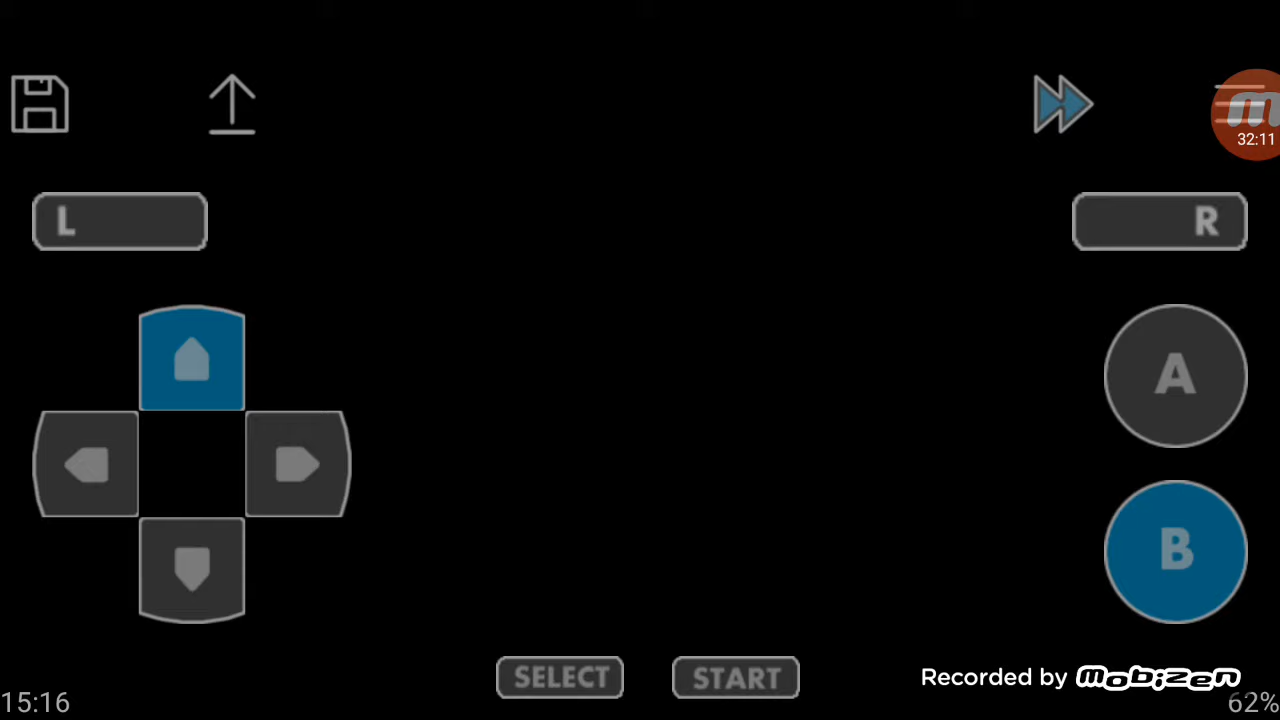 32:11
L
R
A
B
SELECT
START
Recorded by mobizen
15:16
62%